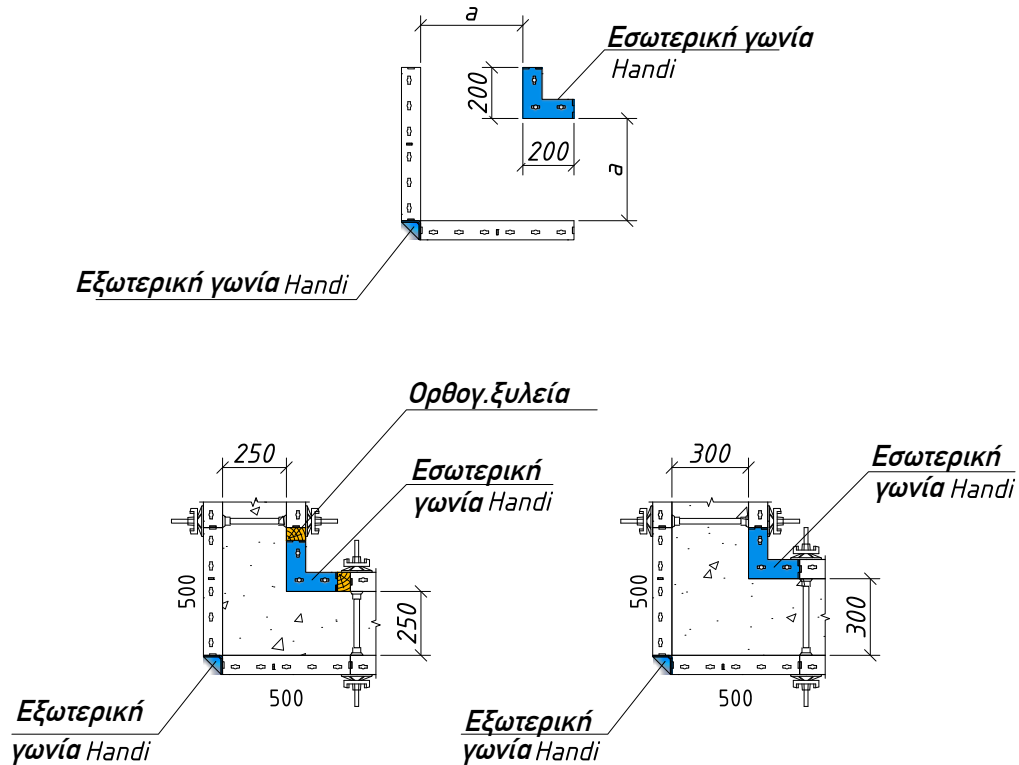 a
Εσωτερική γωνία
Handi
200
200
a
Εξωτερική γωνία Handi
Ορθογ.ξυλεία
250
Εσωτερική
γωνία Handi
500
250
500
Εξωτερική
γωνία Handi
300
Εσωτερική
γωνία Handi
500
300
500
Εξωτερική
γωνία Handi